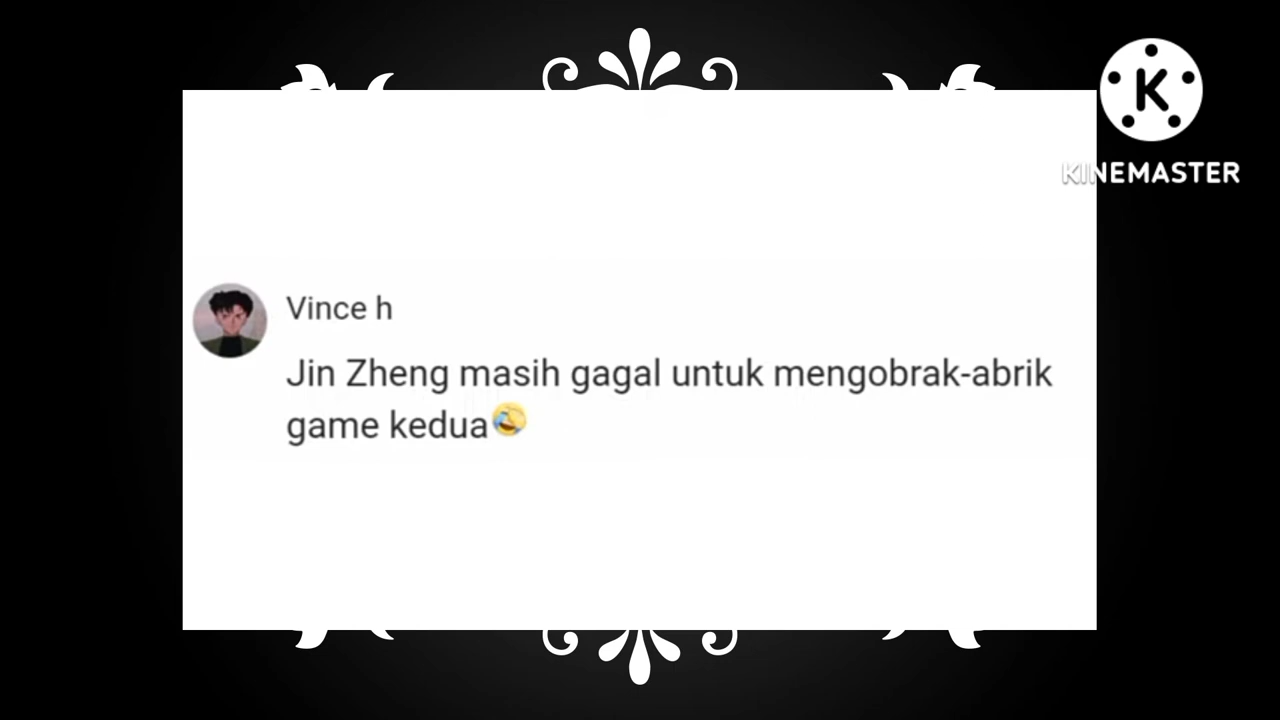 K
KINEMASTER
Vince h
Jin Zheng masih gagal untuk mengobrak-abrik
game kedua🤣